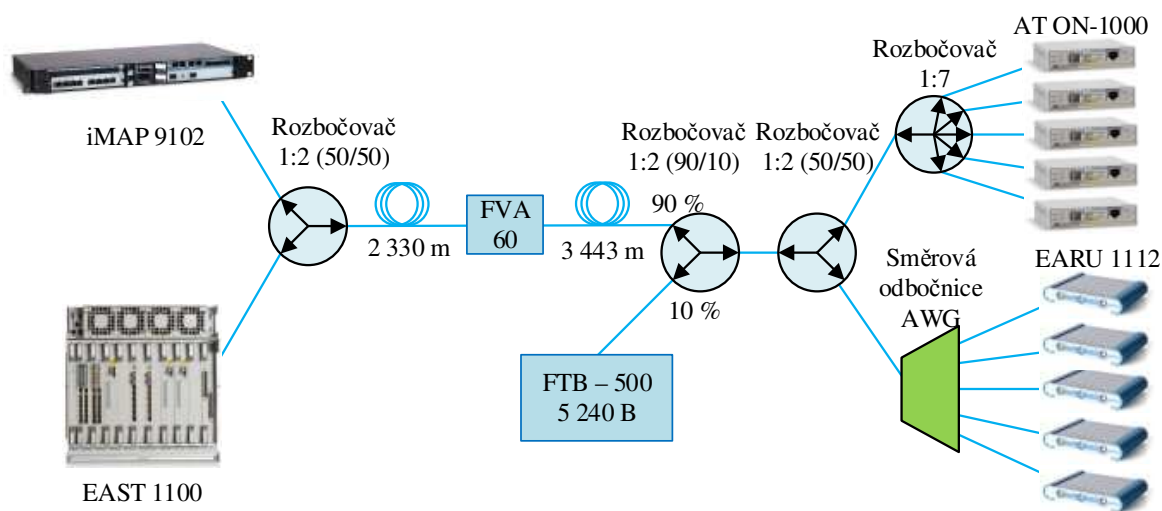 AT ON-1000
Rozbočovač
1:7
iMAP 9102
Rozbočovač
1:2 (50/50)
Rozbočovač
1:2 (90/10)
Rozbočovač
1:2 (50/50)
FVA
60
90 %
2 330 m
3 443 m
10 %
Směrová
odbočnice
AWG
EARU 1112
FTB – 500
5 240 B
EAST 1100